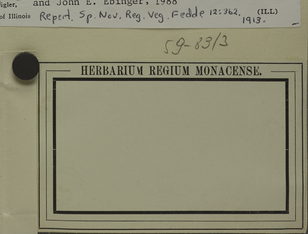 igler, and John E. Ebinger, 1988
of Illinois Repert. Sp. Nov. Reg. Veg. Fedde 12:362. (ILL.)
1913.
59-83/3
HERBARIUM REGIUM MONACENSE.